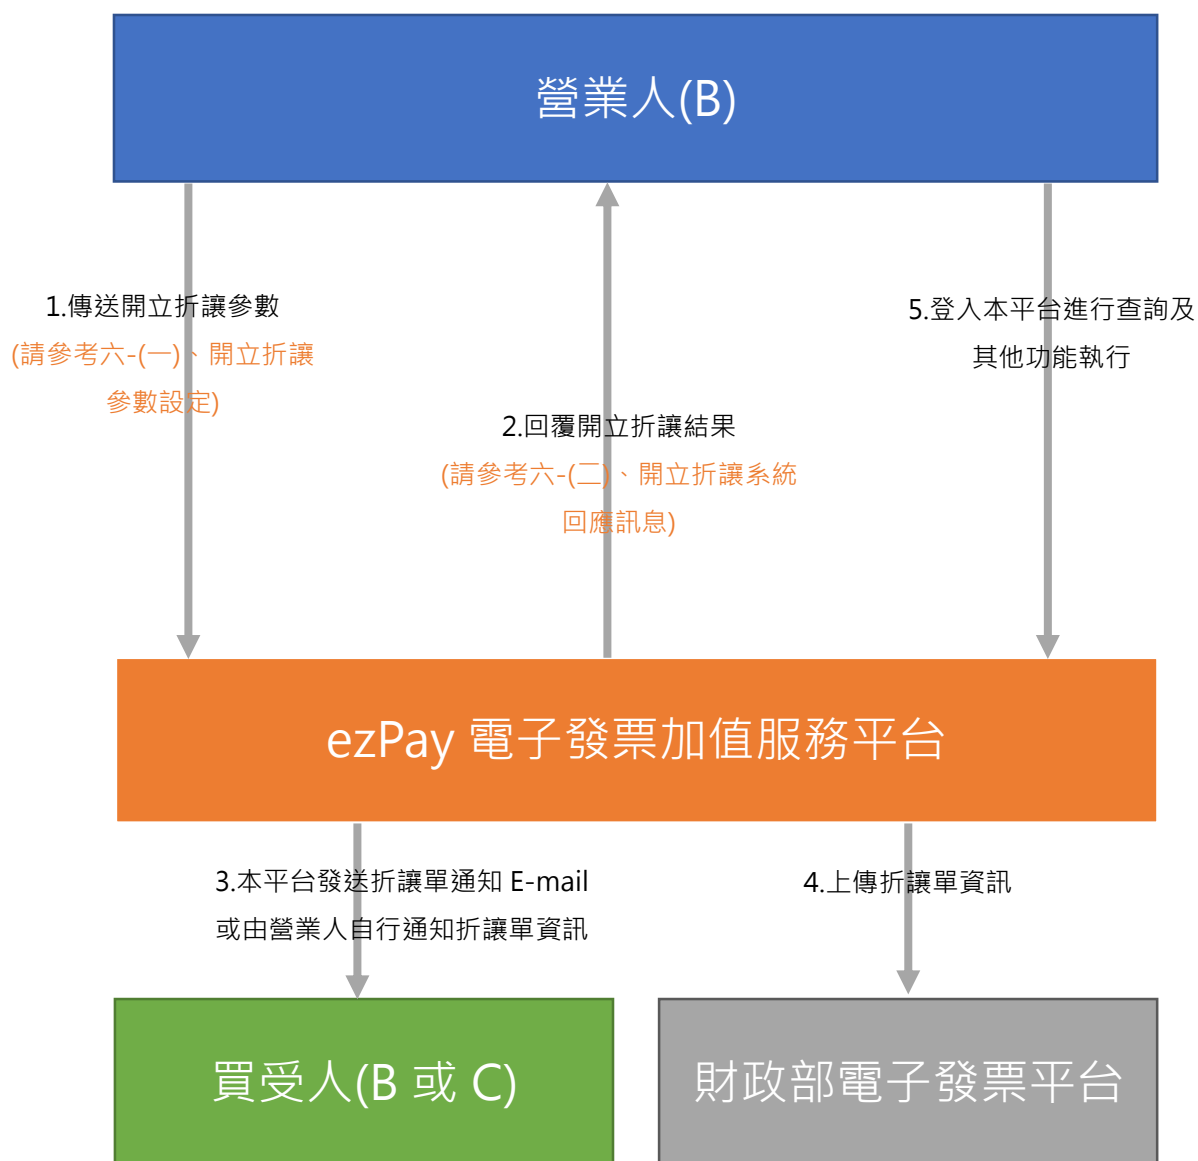 營業人(B)
1.傳送開立折讓參數
(請參考六-(一)、開立折讓
參數設定)
2.回覆開立折讓結果
(請參考六-(二)、開立折讓系統
回應訊息)
5.登入本平台進行查詢及
其他功能執行
ezPay 電子發票加值服務平台
3.本平台發送折讓單通知 E-mail
或由營業人自行通知折讓單資訊
4.上傳折讓單資訊
買受人(B 或 C)
財政部電子發票平台